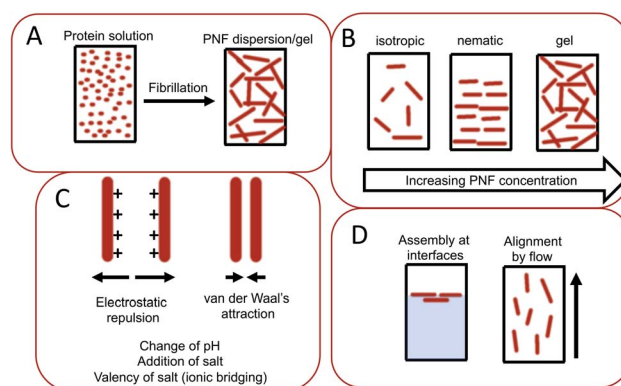 A
Protein solution
PNF dispersion/gel
Fibrillation
B
isotropic
nematic
gel
Increasing PNF concentration
C
+ +
+ +
+ +
+ +
Electrostatic
repulsion
van der Waal's
attraction
Change of pH
Addition of salt
Valency of salt (ionic bridging)
D
Assembly at
interfaces
Alignment
by flow